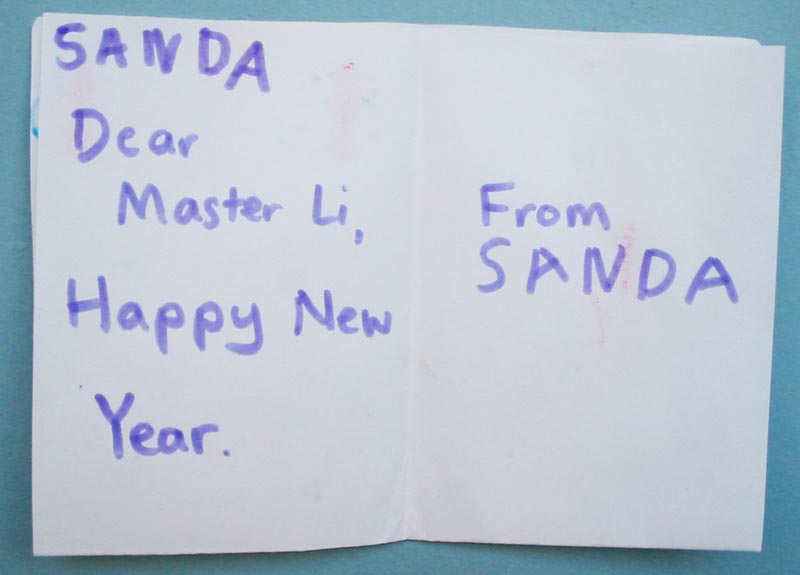 SANDA
Dear
Master Li,
Happy New
Year.
From
SANDA